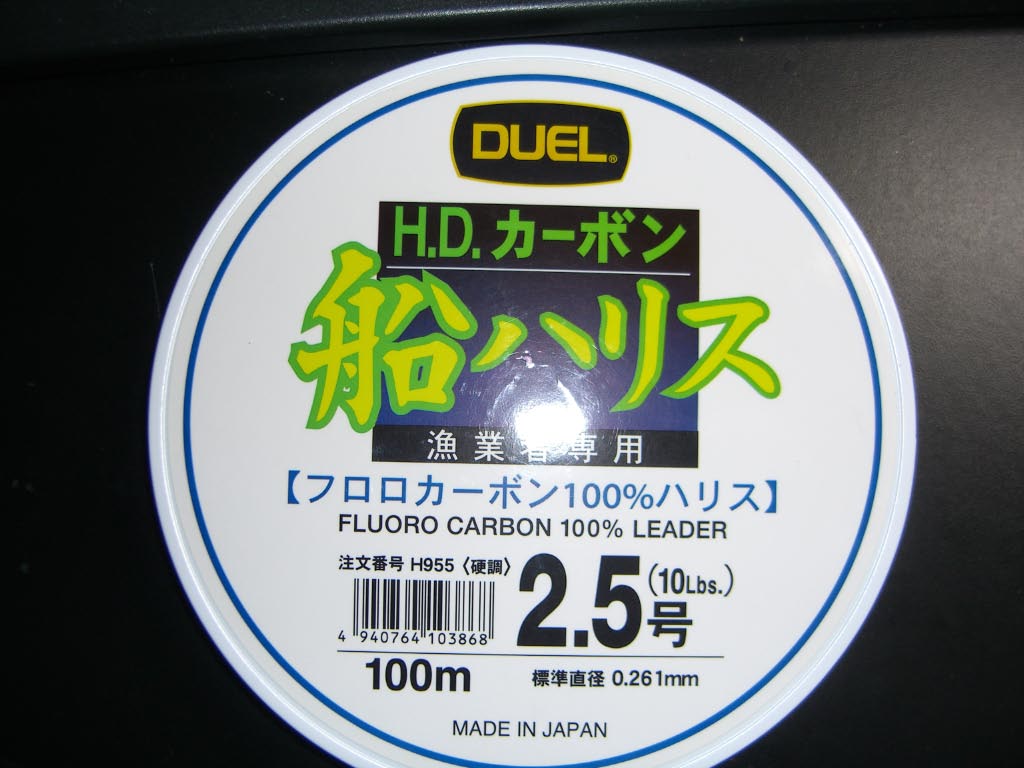 DUEL®
H.D.カーボン
船ハリス
漁業者専用
【フロロカーボン100%ハリス】
FLUORO CARBON 100% LEADER
注文番号 H955〈硬調〉
2.5号 (10Lbs.)
4 940764 103868
100m
標準直径 0.261mm
MADE IN JAPAN